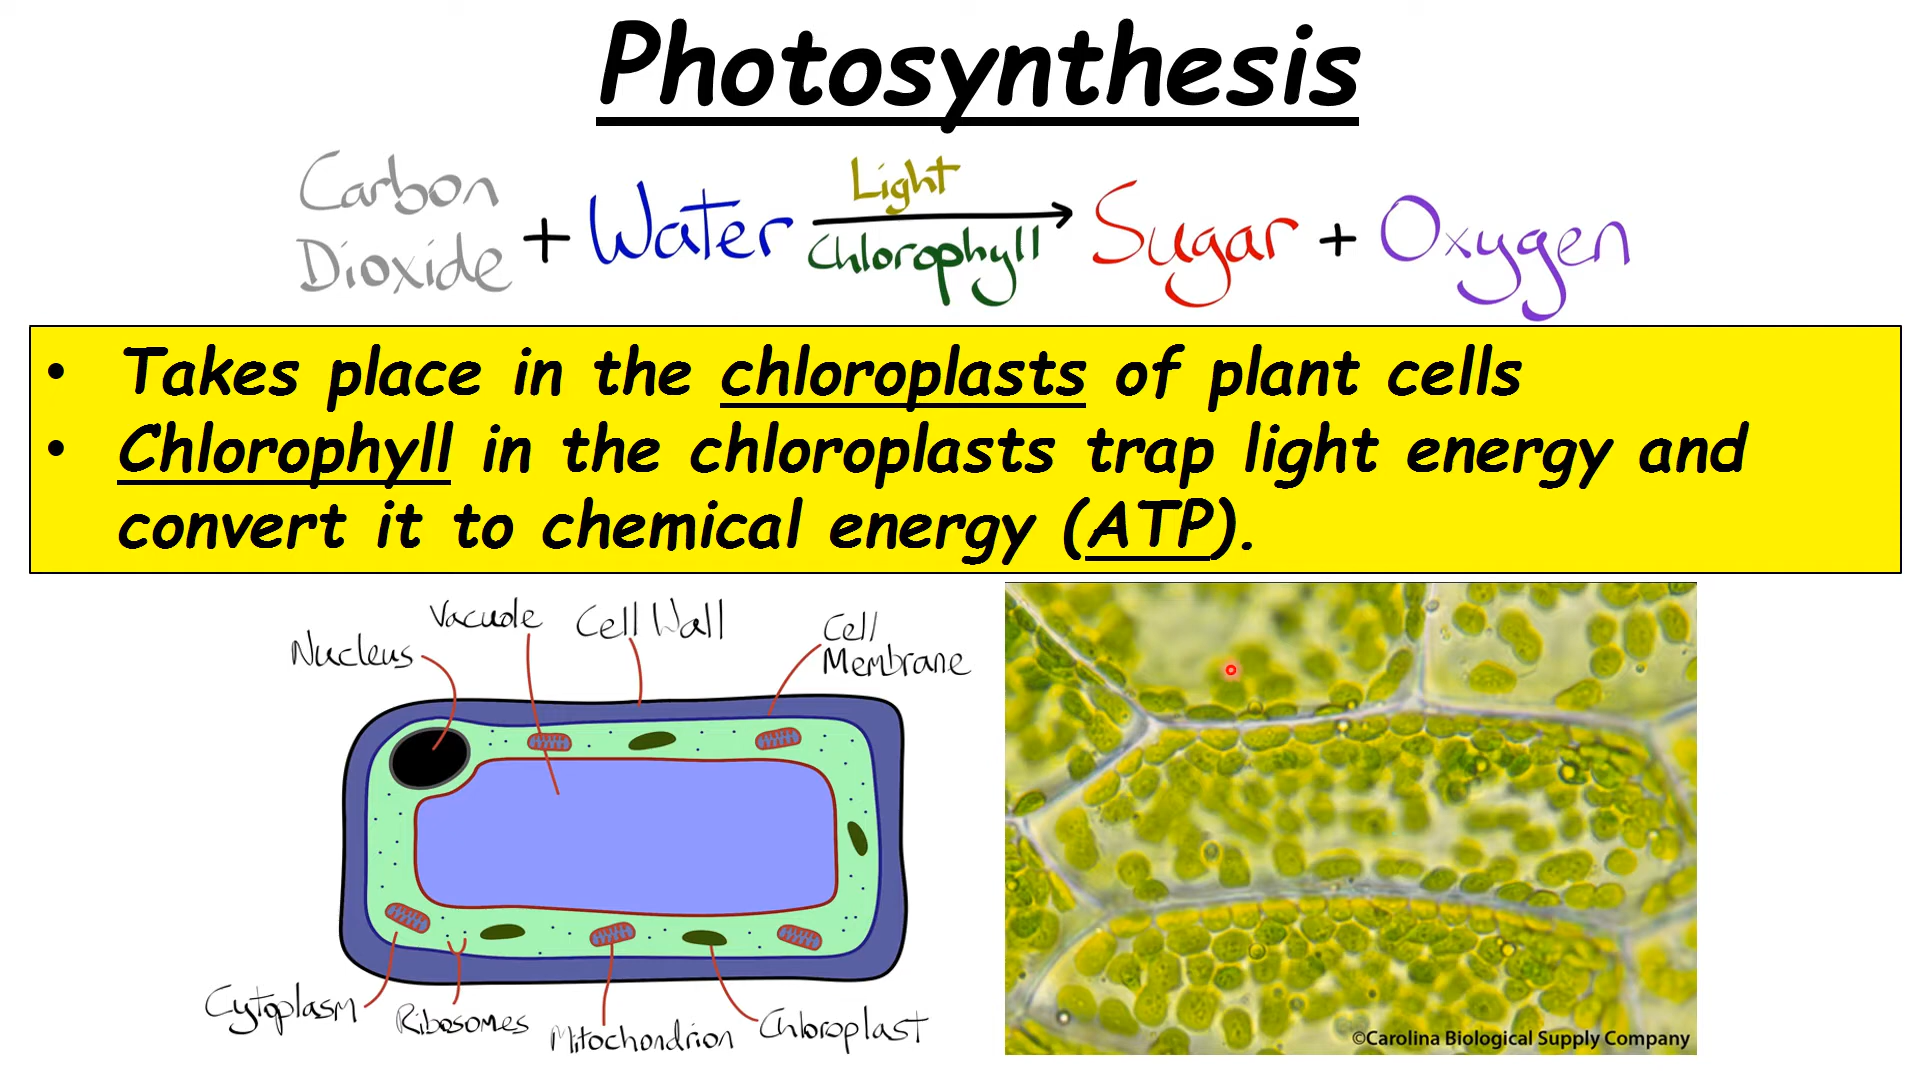 Photosynthesis
Carbon
Dioxide
+ Water
Light
Chlorophyll
Sugar + Oxygen
• Takes place in the chloroplasts of plant cells
• Chlorophyll in the chloroplasts trap light energy and
convert it to chemical energy (ATP).
Nucleus
Vacuole
Cell Wall
Cell
Membrane
Cytoplasm
Ribosomes
Mitochondrion
Chloroplast
©Carolina Biological Supply Company